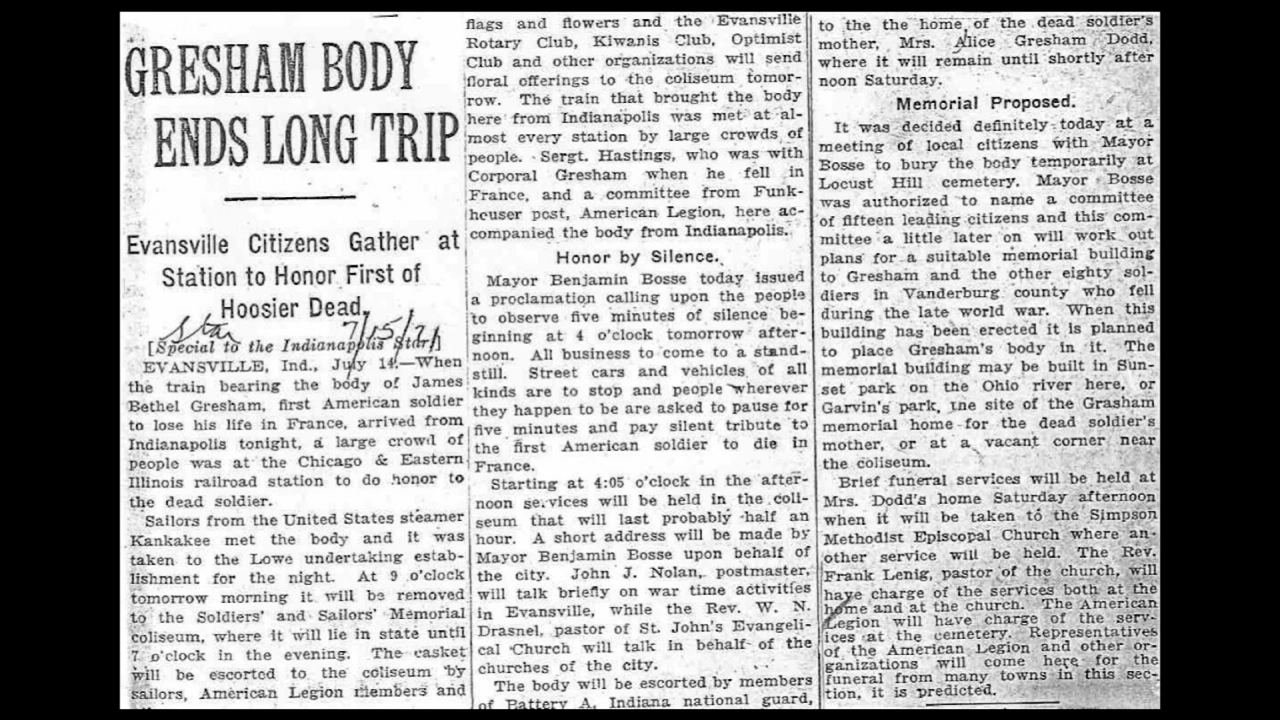 GRESHAM BODY
ENDS LONG TRIP
Evansville Citizens Gather at
Station to Honor First of
Hoosier Dead.
Star 7/15/21
[Special to the Indianapolis Star.]
EVANSVILLE, Ind., July 14.—When
the train bearing the body of James
Bethel Gresham, first American soldier
to lose his life in France, arrived from
Indianapolis tonight, a large crowd of
people was at the Chicago & Eastern
Illinois railroad station to do honor to
the dead soldier.
Sailors from the United States steamer
Kankakee met the body and it was
taken to the Lowe undertaking estab-
lishment for the night. At 9 o'clock
tomorrow morning it will be removed
to the Soldiers' and Sailors' Memorial
coliseum, where it will lie in state until
7 o'clock in the evening. The casket
will be escorted to the coliseum by
sailors, American Legion members and
flags and flowers and the Evansville
Rotary Club, Kiwanis Club, Optimist
Club and other organizations will send
floral offerings to the coliseum tomor-
row. The train that brought the body
here from Indianapolis was met at al-
most every station by large crowds of
people. Sergt. Hastings, who was with
Corporal Gresham when he fell in
France, and a committee from Funk-
houser post, American Legion, here ac-
companied the body from Indianapolis.
Honor by Silence.
Mayor Benjamin Bosse today issued
a proclamation calling upon the people
to observe five minutes of silence be-
ginning at 4 o'clock tomorrow after-
noon. All business to come to a stand-
still. Street cars and vehicles of all
kinds are to stop and people wherever
they happen to be are asked to pause for
five minutes and pay silent tribute to
the first American soldier to die in
France.
Starting at 4:05 o'clock in the after-
noon services will be held in the coli-
seum that will last probably half an
hour. A short address will be made by
Mayor Benjamin Bosse upon behalf of
the city. John J. Nolan, postmaster,
will talk briefly on war time activities
in Evansville, while the Rev. W. N.
Drasnel, pastor of St. John's Evangeli-
cal Church will talk in behalf of the
churches of the city.
The body will be escorted by members
of Battery A, Indiana national guard,
to the the home of the dead soldier's
mother, Mrs. Alice Gresham Dodd,
where it will remain until shortly after
noon Saturday.
Memorial Proposed.
It was decided definitely today at a
meeting of local citizens with Mayor
Bosse to bury the body temporarily at
Locust Hill cemetery. Mayor Bosse
was authorized to name a committee
of fifteen leading citizens and this com-
mittee a little later on will work out
plans for a suitable memorial building
to Gresham and the other eighty sol-
diers in Vanderburg county who fell
during the late world war. When this
building has been erected it is planned
to place Gresham's body in it. The
memorial building may be built in Sun-
set park on the Ohio river here, or
Garvin's park, the site of the Grasham
memorial home for the dead soldier's
mother, or at a vacant corner near
the coliseum.
Brief funeral services will be held at
Mrs. Dodd's home Saturday afternoon
when it will be taken to the Simpson
Methodist Episcopal Church where an-
other service will be held. The Rev.
Frank Lenig, pastor of the church, will
have charge of the services both at the
home and at the church. The American
Legion will have charge of the serv-
ices at the cemetery. Representatives
of the American Legion and other or-
ganizations will come here for the
funeral from many towns in this sec-
tion, it is predicted.